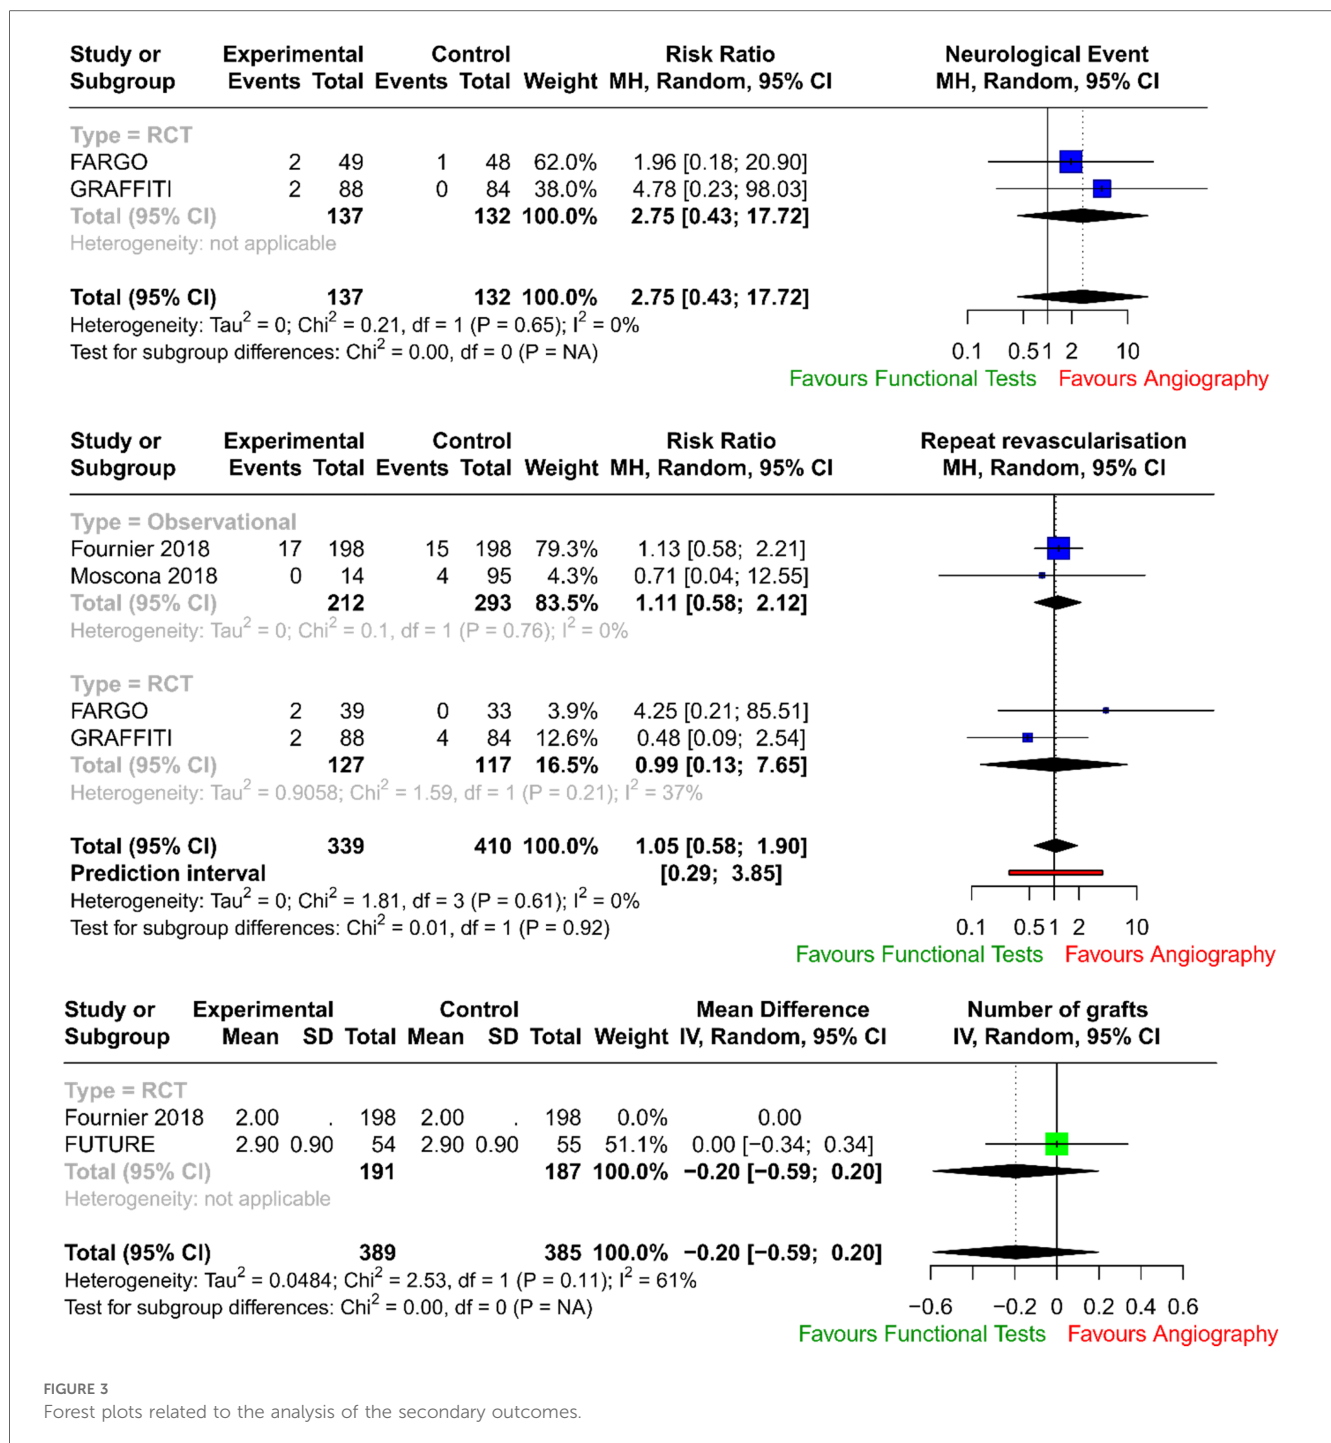 Study or Experimental Control Risk Ratio Neurological Event
Subgroup Events Total Events Total Weight MH, Random, 95% CI MH, Random, 95% CI
Type = RCT
FARGO 2 49 1 48 62.0% 1.96 [0.18; 20.90]
GRAFFITI 2 88 0 84 38.0% 4.78 [0.23; 98.03]
Total (95% CI) 137 132 100.0% 2.75 [0.43; 17.72]
Heterogeneity: not applicable
Total (95% CI) 137 132 100.0% 2.75 [0.43; 17.72]
Heterogeneity: Tau² = 0; Chi² = 0.21, df = 1 (P = 0.65); I² = 0%
Test for subgroup differences: Chi² = 0.00, df = 0 (P = NA)
0.1 0.5 1 2 10
Favours Functional Tests Favours Angiography
Study or Experimental Control Risk Ratio Repeat revascularisation
Subgroup Events Total Events Total Weight MH, Random, 95% CI MH, Random, 95% CI
Type = Observational
Fournier 2018 17 198 15 198 79.3% 1.13 [0.58; 2.21]
Moscona 2018 0 14 4 95 4.3% 0.71 [0.04; 12.55]
Total (95% CI) 212 293 83.5% 1.11 [0.58; 2.12]
Heterogeneity: Tau² = 0; Chi² = 0.1, df = 1 (P = 0.76); I² = 0%
Type = RCT
FARGO 2 39 0 33 3.9% 4.25 [0.21; 85.51]
GRAFFITI 2 88 4 84 12.6% 0.48 [0.09; 2.54]
Total (95% CI) 127 117 16.5% 0.99 [0.13; 7.65]
Heterogeneity: Tau² = 0.9058; Chi² = 1.59, df = 1 (P = 0.21); I² = 37%
Total (95% CI) 339 410 100.0% 1.05 [0.58; 1.90]
Prediction interval [0.29; 3.85]
Heterogeneity: Tau² = 0; Chi² = 1.81, df = 3 (P = 0.61); I² = 0%
Test for subgroup differences: Chi² = 0.01, df = 1 (P = 0.92)
0.1 0.5 1 2 10
Favours Functional Tests Favours Angiography
Study or Experimental Control Mean Difference Number of grafts
Subgroup Mean SD Total Mean SD Total Weight IV, Random, 95% CI IV, Random, 95% CI
Type = RCT
Fournier 2018 2.00 . 198 2.00 . 198 0.0% 0.00
FUTURE 2.90 0.90 54 2.90 0.90 55 51.1% 0.00 [−0.34; 0.34]
Total (95% CI) 191 187 100.0% −0.20 [−0.59; 0.20]
Heterogeneity: not applicable
Total (95% CI) 389 385 100.0% −0.20 [−0.59; 0.20]
Heterogeneity: Tau² = 0.0484; Chi² = 2.53, df = 1 (P = 0.11); I² = 61%
Test for subgroup differences: Chi² = 0.00, df = 0 (P = NA)
−0.6 −0.2 0 0.2 0.4 0.6
Favours Functional Tests Favours Angiography
FIGURE 3
Forest plots related to the analysis of the secondary outcomes.